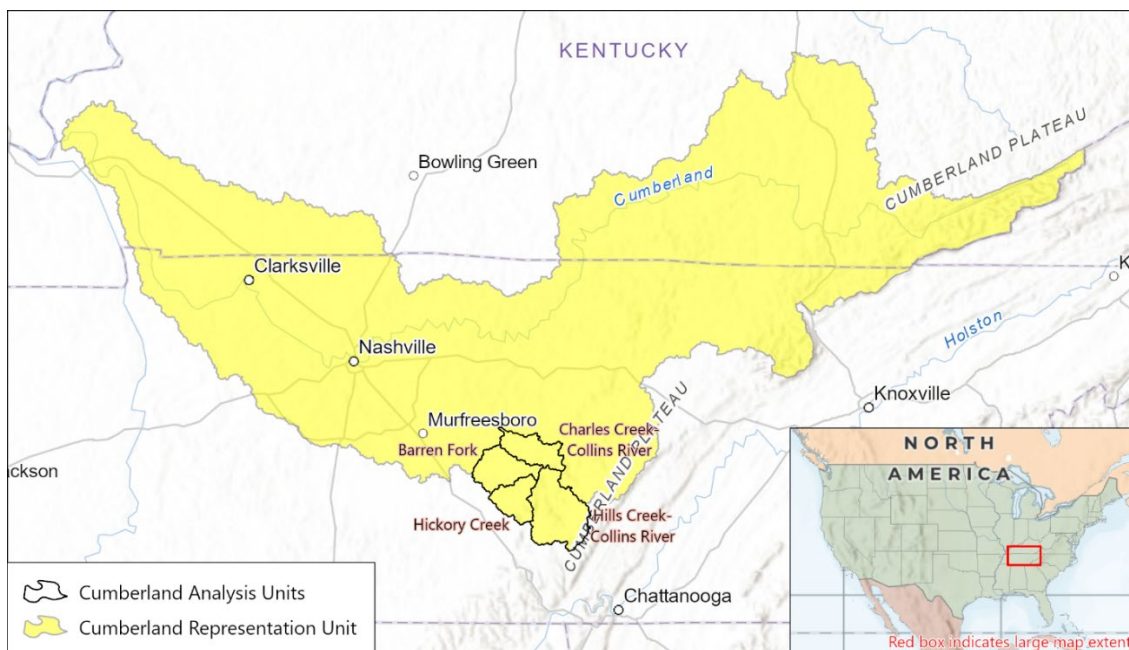 KENTUCKY
CUMBERLAND PLATEAU
Bowling Green
Cumberland
Clarksville
K
Holston
Nashville
Knoxville
CUMBERLAND PLATEAU
Murfreesboro
Charles Creek-
Collins River
Barren Fork
ckson
Hickory Creek
Hills Creek-
Collins River
Chattanooga
Cumberland Analysis Units
Cumberland Representation Unit
NORTH
AMERICA
Red box indicates large map extent